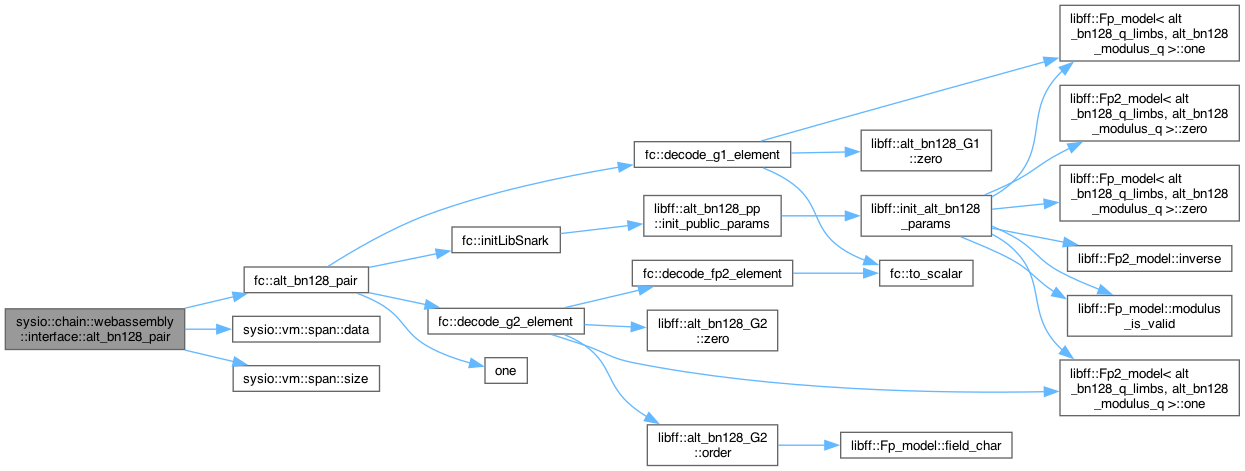 sysio::chain::webassembly
::interface::alt_bn128_pair
fc::alt_bn128_pair
sysio::vm::span::data
sysio::vm::span::size
fc::decode_g1_element
fc::initLibSnark
fc::decode_g2_element
one
libff::alt_bn128_pp
::init_public_params
fc::decode_fp2_element
libff::alt_bn128_G2
::zero
libff::alt_bn128_G2
::order
libff::alt_bn128_G1
::zero
libff::init_alt_bn128
_params
fc::to_scalar
libff::Fp_model::field_char
libff::Fp_model< alt
_bn128_q_limbs, alt_bn128
_modulus_q >::one
libff::Fp2_model< alt
_bn128_q_limbs, alt_bn128
_modulus_q >::zero
libff::Fp_model< alt
_bn128_q_limbs, alt_bn128
_modulus_q >::zero
libff::Fp2_model::inverse
libff::Fp_model::modulus
_is_valid
libff::Fp2_model< alt
_bn128_q_limbs, alt_bn128
_modulus_q >::one